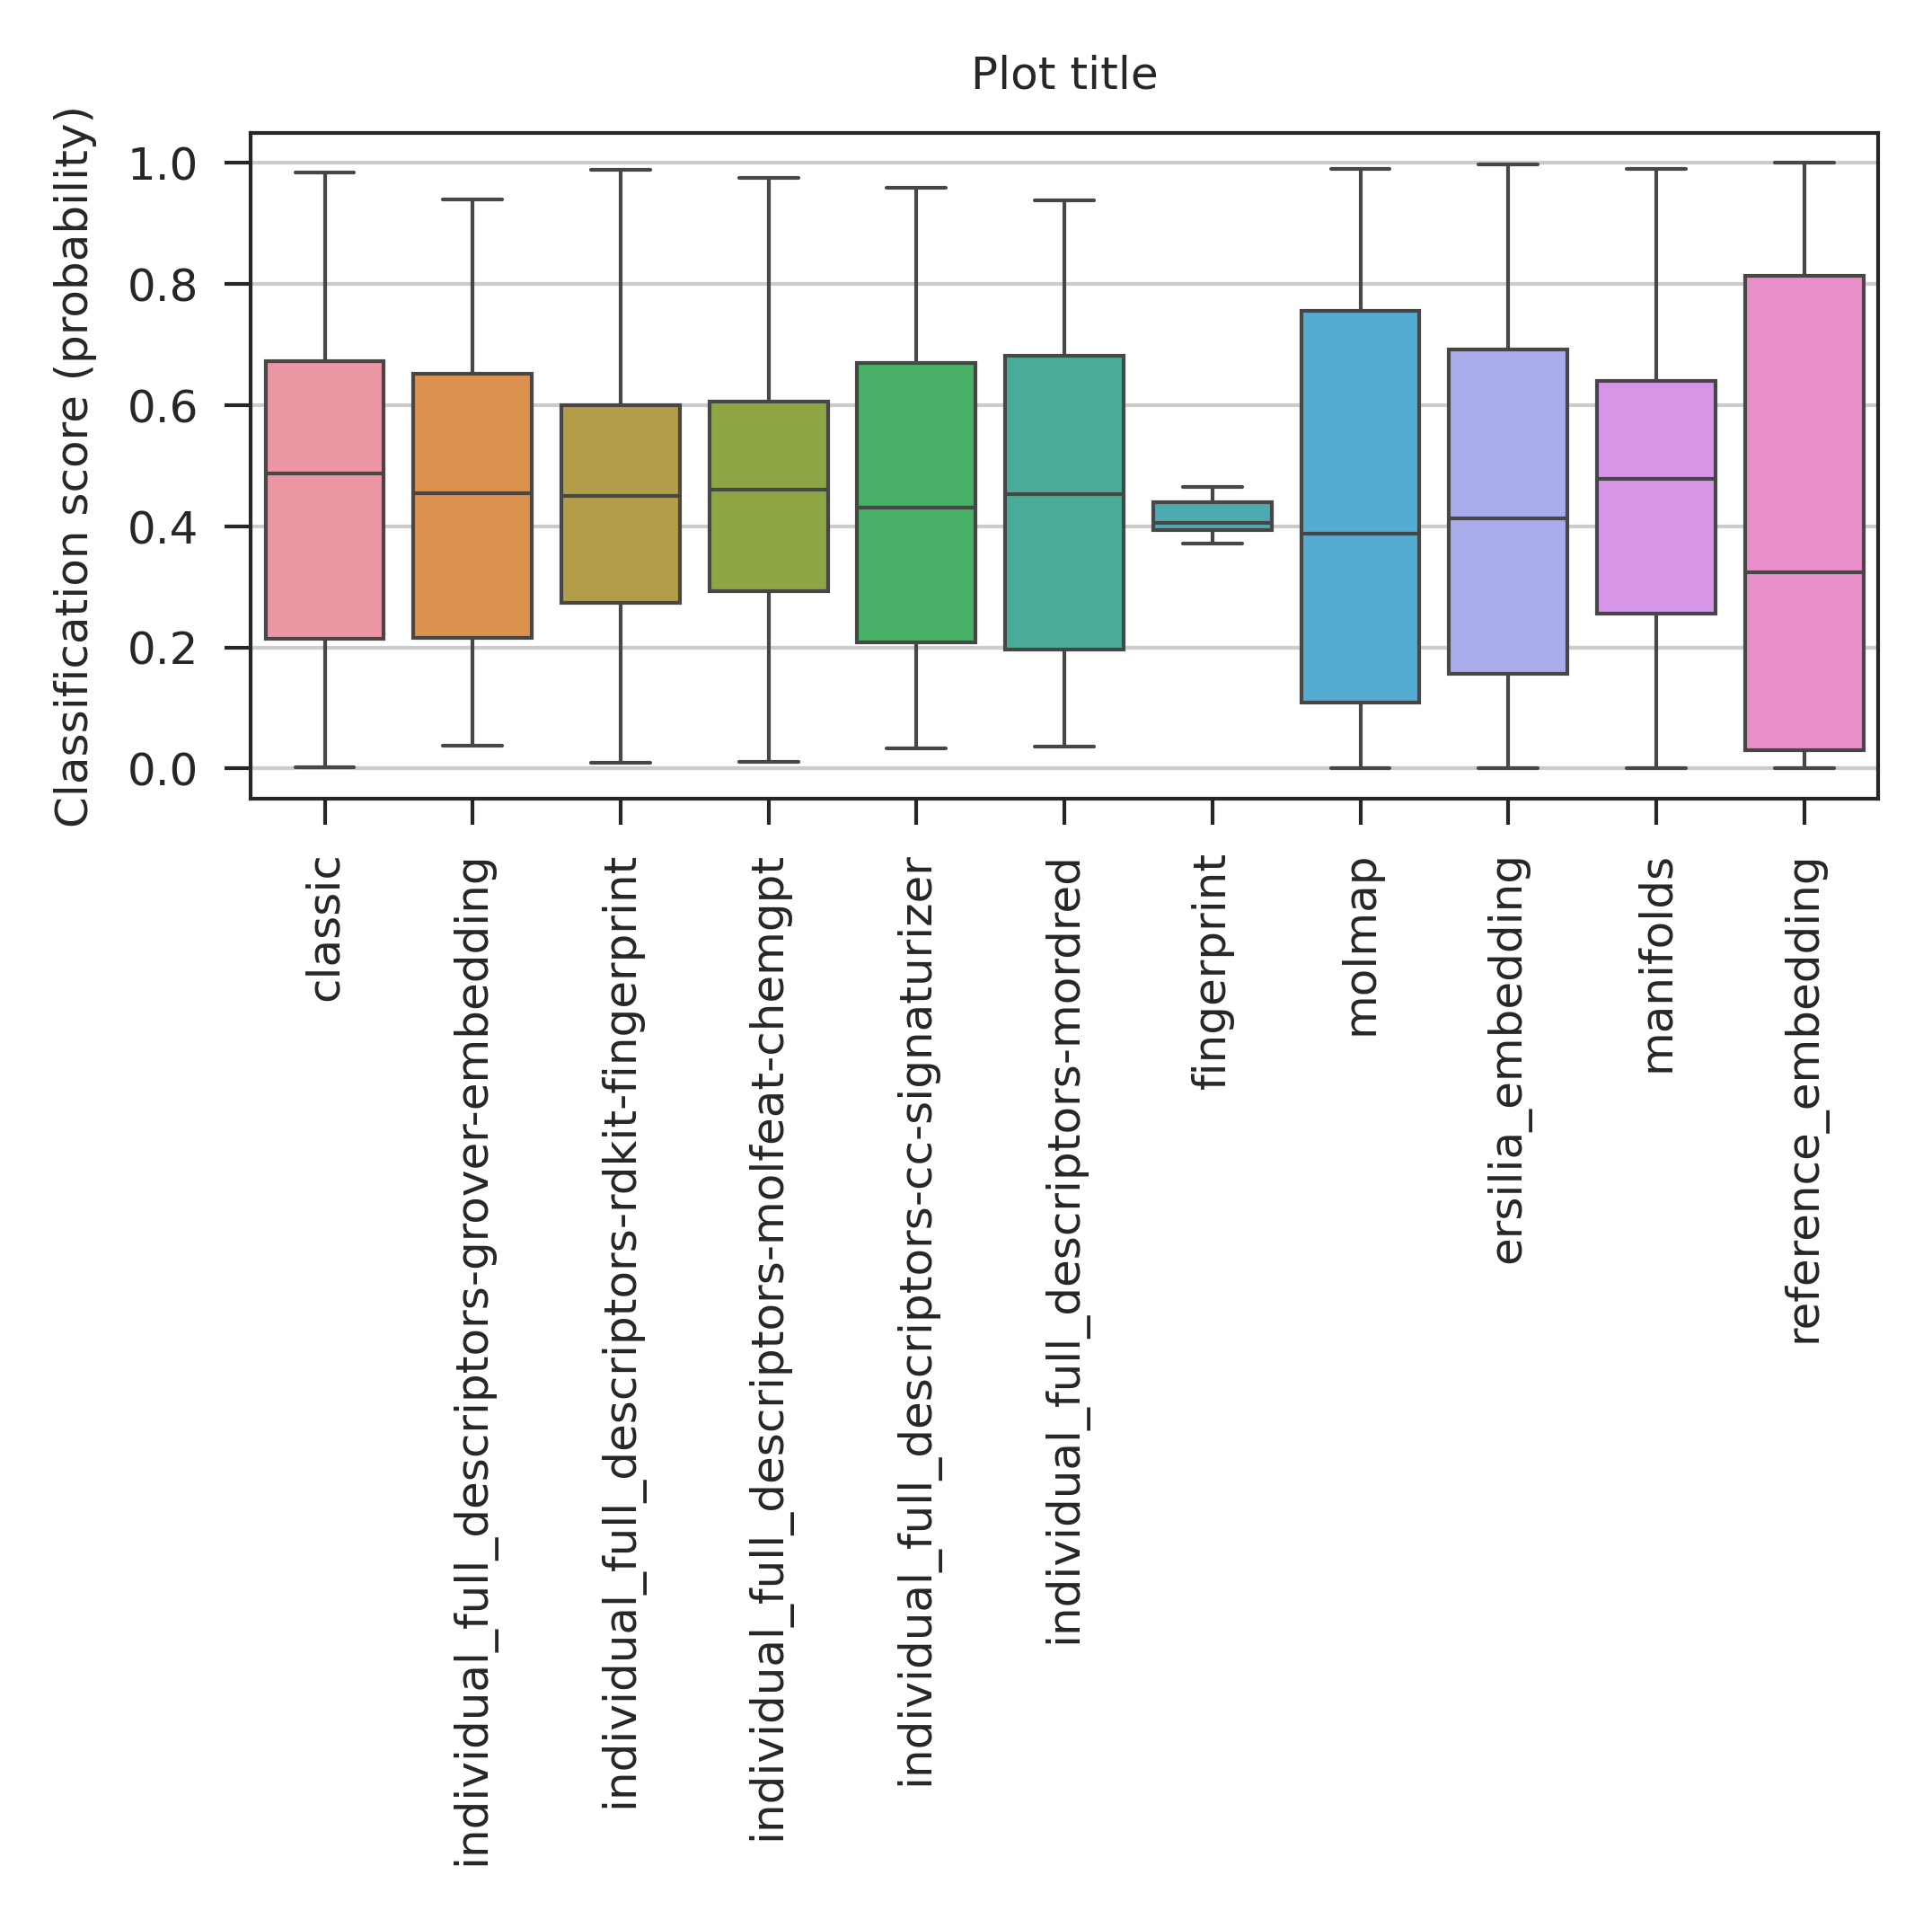 Plot title
Classification score (probability)
1.0
0.8
0.6
0.4
0.2
0.0
classic
individual_full_descriptors-grover-embedding
individual_full_descriptors-rdkit-fingerprint
individual_full_descriptors-molfeat-chemgpt
individual_full_descriptors-cc-signaturizer
individual_full_descriptors-mordred
fingerprint
molmap
ersilia_embedding
manifolds
reference_embedding